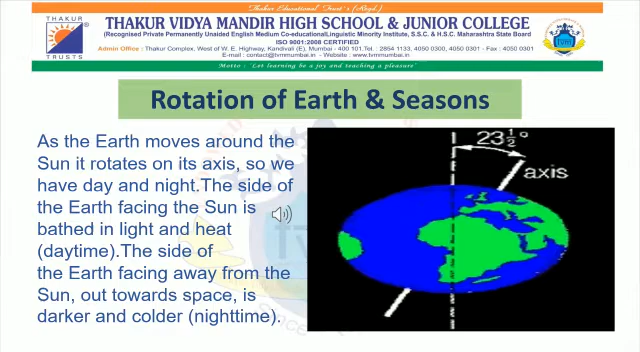 Thakur Educational Trust's (Regd.)
THAKUR VIDYA MANDIR HIGH SCHOOL & JUNIOR COLLEGE
(Recognised Private Permanently Unaided English Medium Co-educational Linguistic Minority Institute, S.S.C. & H.S.C. Maharashtra State Board)
ISO 9001:2008 CERTIFIED
Admin Office : Thakur Complex, West of W. E. Highway, Kandivali (E), Mumbai - 400 101. Tel. : 2854 1133, 4050 0300, 4050 0301 - Fax : 4050 0301
E-mail : contact@tvmmumbai.in - Website : www.tvmmumbai.in
THAKUR
TRUSTS
tvm
Motto : "Let learning be a joy and teaching a pleasure"
Rotation of Earth & Seasons
As the Earth moves around the
Sun it rotates on its axis, so we
have day and night.The side of
the Earth facing the Sun is
bathed in light and heat
(daytime).The side of
the Earth facing away from the
Sun, out towards space, is
darker and colder (nighttime).
23½°
axis